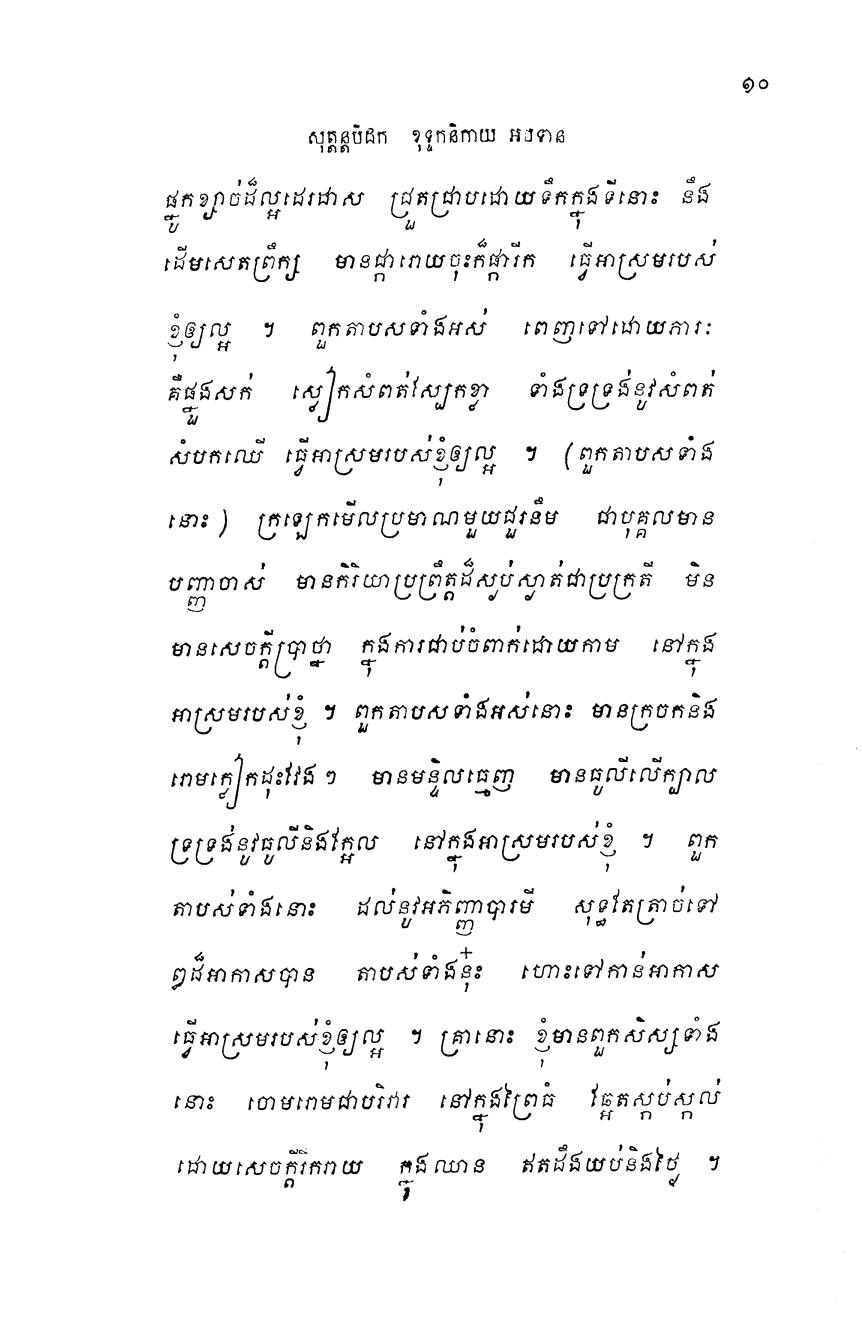 ១០
សុត្តន្តបិដក ខុទ្ទកនិកាយ អបទាន
ផ្នូកខ្សាច់ដ៏ល្អដេរដាស ជ្រួតជ្រាបដោយទឹកក្នុងទីនោះ នឹង
ដើមសេតព្រឹក្ស មានផ្ការោយចុះក៏ផ្ការីក ធ្វើអាស្រមរបស់
ខ្ញុំឲ្យល្អ ។ ពួកតាបសទាំងអស់ ពេញទៅដោយភារៈ
គឺផ្នួងសក់ ស្លៀកសំពត់ស្បែកខ្លា ទាំងទ្រទ្រង់នូវសំពត់
សំបកឈើ ធ្វើអាស្រមរបស់ខ្ញុំឲ្យល្អ ។ (ពួកតាបសទាំង
នោះ) ក្រឡេកមើលប្រមាណមួយជួរនឹម ជាបុគ្គលមាន
បញ្ញាចាស់ មានកិរិយាប្រព្រឹត្តដ៏ស្ងប់ស្ងាត់ជាប្រក្រតី មិន
មានសេចក្តីប្រាថ្នា ក្នុងការជាប់ចំពាក់ដោយកាម នៅក្នុង
អាស្រមរបស់ខ្ញុំ ។ ពួកតាបសទាំងអស់នោះ មានក្រចកនិង
រោមក្លៀកដុះវែង ៗ មានមន្ទិលធ្មេញ មានធូលីលើក្បាល
ទ្រទ្រង់នូវធូលីនិងក្អែល នៅក្នុងអាស្រមរបស់ខ្ញុំ ។ ពួក
តាបស់ទាំងនោះ ដល់នូវអភិញ្ញាបារមី សុទ្ធតែត្រាច់ទៅ
ឰដ៏អាកាសបាន តាបស់ទាំងនុ៎ះ ហោះទៅកាន់អាកាស
ធ្វើអាស្រមរបស់ខ្ញុំឲ្យល្អ ។ គ្រានោះ ខ្ញុំមានពួកសិស្សទាំង
នោះ ចោមរោមជាបរិវារ នៅក្នុងព្រៃធំ ឆ្អែតស្កប់ស្កល់
ដោយសេចក្តីរីករាយ ក្នុងឈាន ឥតដឹងយប់និងថ្ងៃ ។